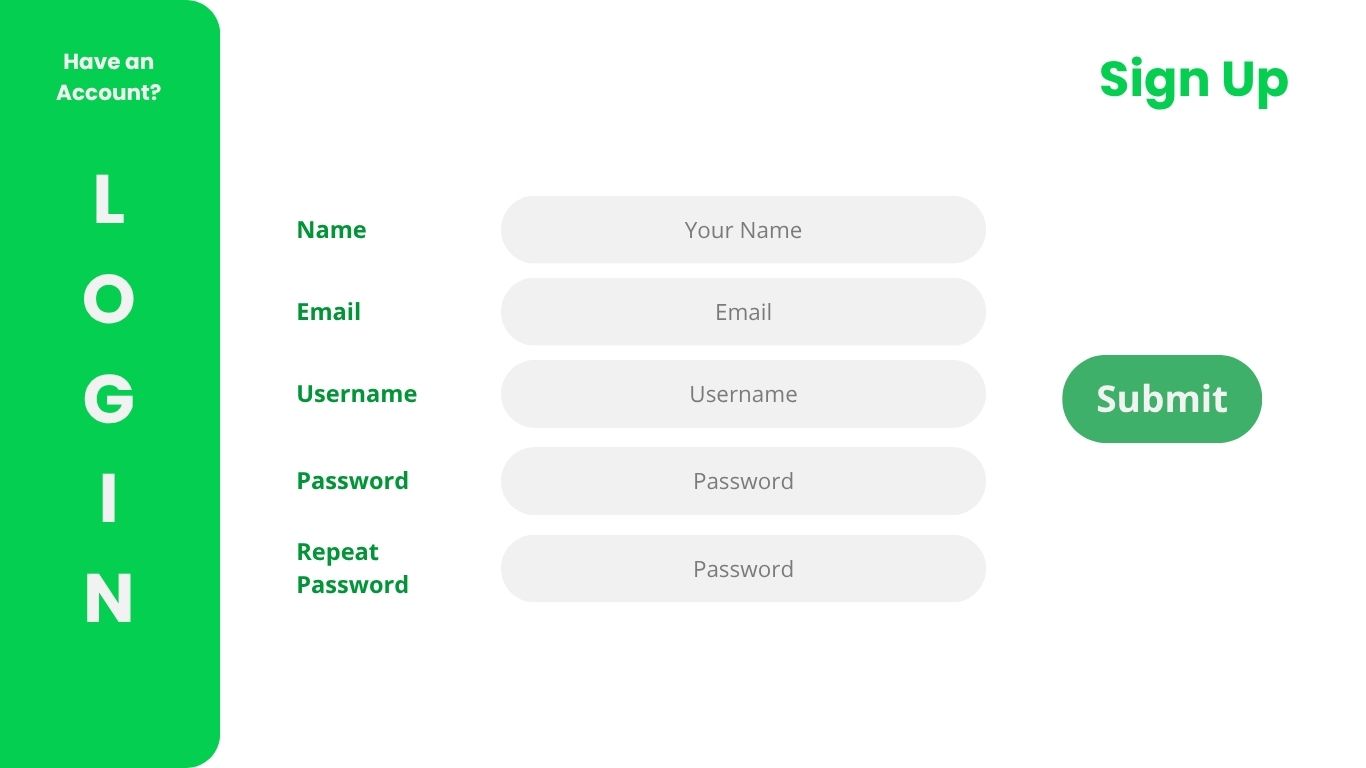 Have an
Account?
L
O
G
I
N
Sign Up
Name
Your Name
Email
Email
Username
Username
Password
Password
Repeat
Password
Password
Submit